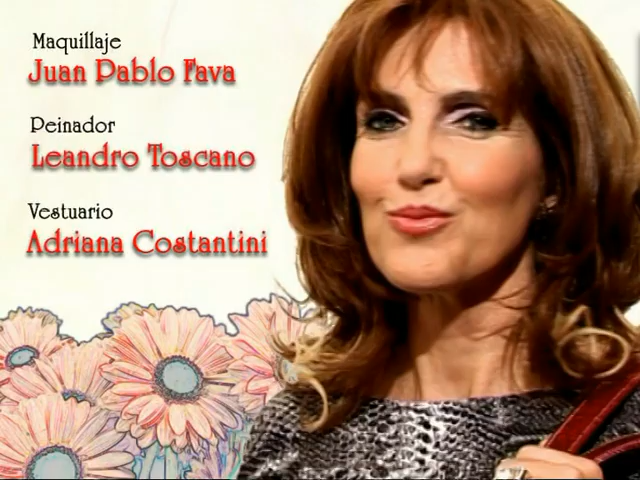 Maquillaje
Juan Pablo Fava
Peinador
Leandro Toscano
Vestuario
Adriana Costantini